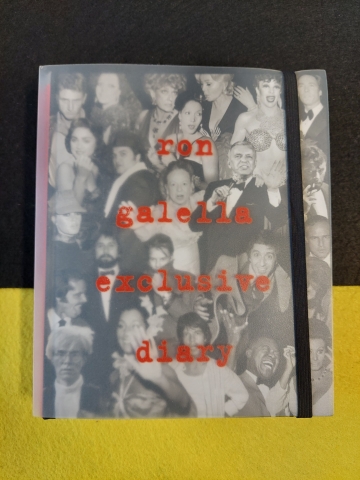 ron
galella
exclusive
diary